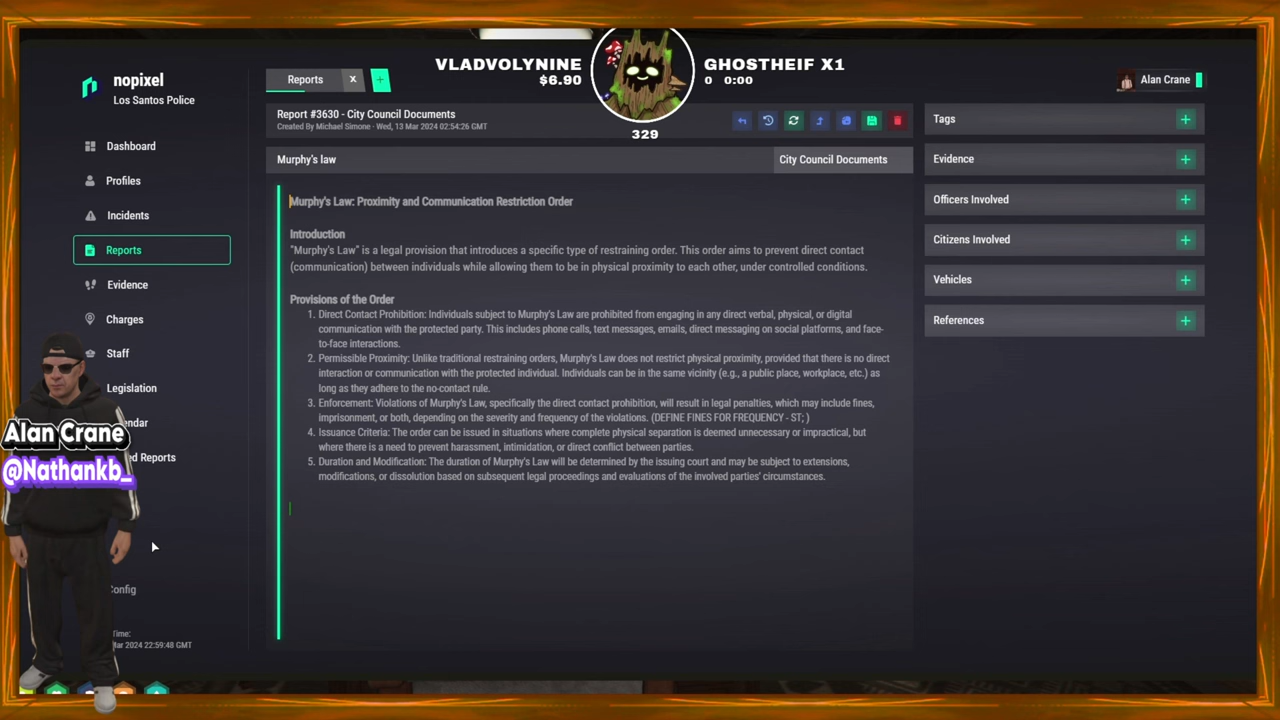 VLADVOLYNINE
$6.90
GHOSTHEIF X1
0 0:00
329
nopixel
Los Santos Police
Reports
x
+
Alan Crane
Dashboard
Profiles
Incidents
Reports
Evidence
Charges
Staff
Legislation
endar
d Reports
Config
Time:
Mar 2024 22:59:48 GMT
Alan Crane
@Nathankb_
Report #3630 - City Council Documents
Created By Michael Simone - Wed, 13 Mar 2024 02:54:26 GMT
Murphy's law
City Council Documents
Murphy's Law: Proximity and Communication Restriction Order
Introduction
"Murphy's Law" is a legal provision that introduces a specific type of restraining order. This order aims to prevent direct contact
(communication) between individuals while allowing them to be in physical proximity to each other, under controlled conditions.
Provisions of the Order
1. Direct Contact Prohibition: Individuals subject to Murphy's Law are prohibited from engaging in any direct verbal, physical, or digital
communication with the protected party. This includes phone calls, text messages, emails, direct messaging on social platforms, and face-
to-face interactions.
2. Permissible Proximity: Unlike traditional restraining orders, Murphy's Law does not restrict physical proximity, provided that there is no direct
interaction or communication with the protected individual. Individuals can be in the same vicinity (e.g., a public place, workplace, etc.) as
long as they adhere to the no-contact rule.
3. Enforcement: Violations of Murphy's Law, specifically the direct contact prohibition, will result in legal penalties, which may include fines,
imprisonment, or both, depending on the severity and frequency of the violations. (DEFINE FINES FOR FREQUENCY - ST; )
4. Issuance Criteria: The order can be issued in situations where complete physical separation is deemed unnecessary or impractical, but
where there is a need to prevent harassment, intimidation, or direct conflict between parties.
5. Duration and Modification: The duration of Murphy's Law will be determined by the issuing court and may be subject to extensions,
modifications, or dissolution based on subsequent legal proceedings and evaluations of the involved parties' circumstances.
Tags
+
Evidence
+
Officers Involved
+
Citizens Involved
+
Vehicles
+
References
+